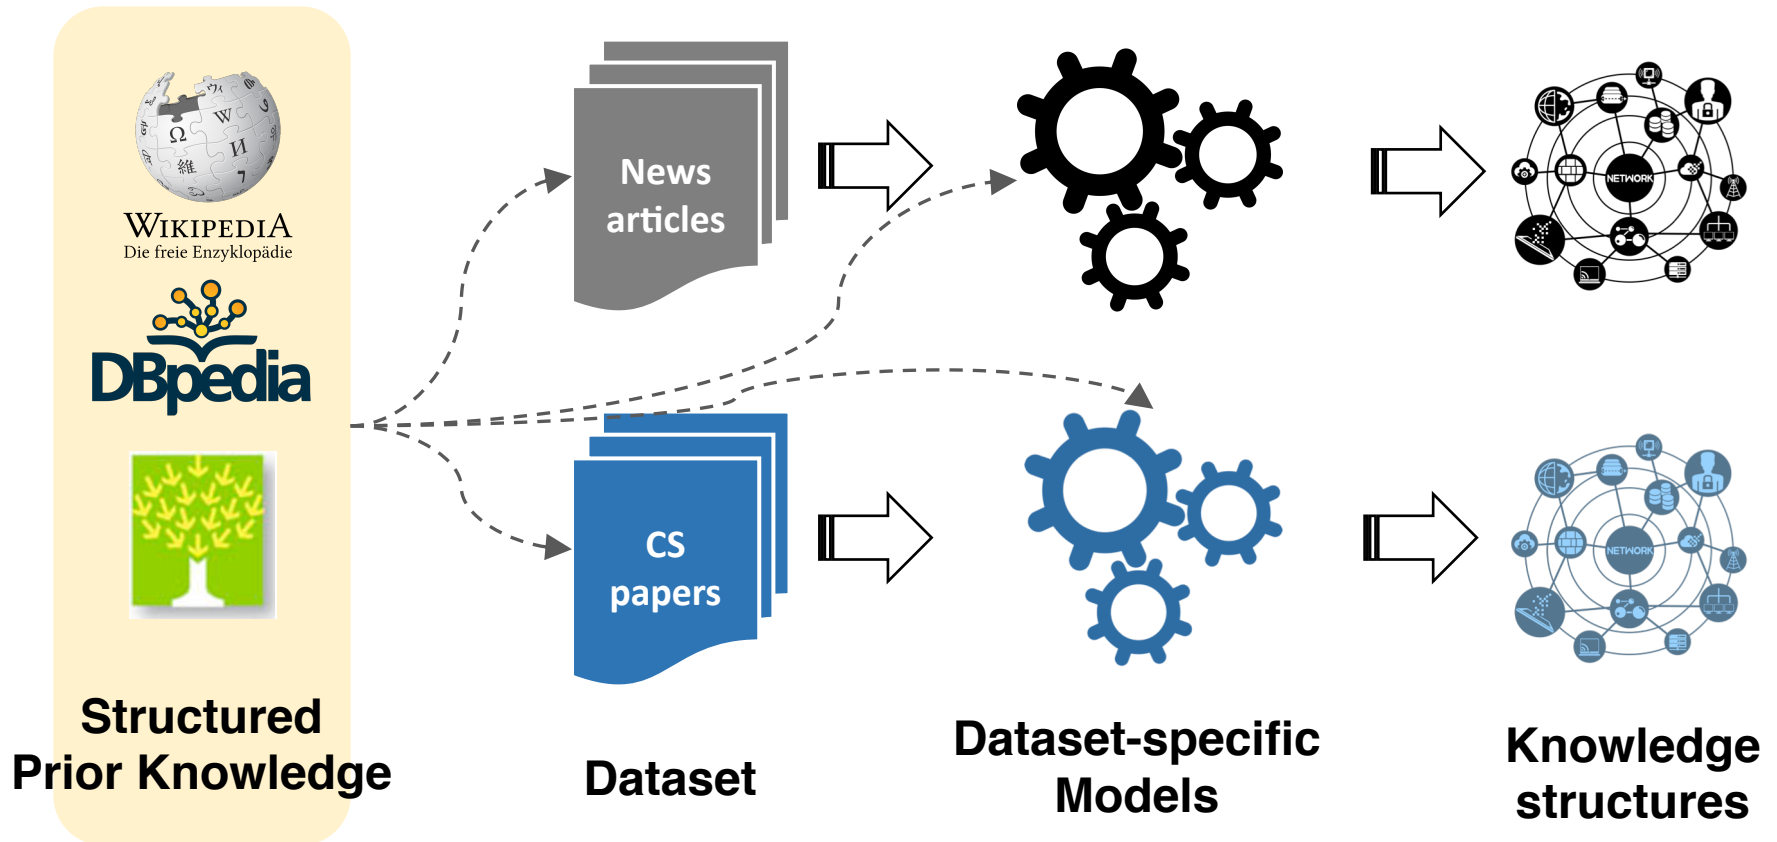 WIKIPEDIA
Die freie Enzyklopädie
DBpedia
Structured
Prior Knowledge
News
articles
CS
papers
Dataset
Dataset-specific
Models
NETWORK
NETWORK
Knowledge
structures